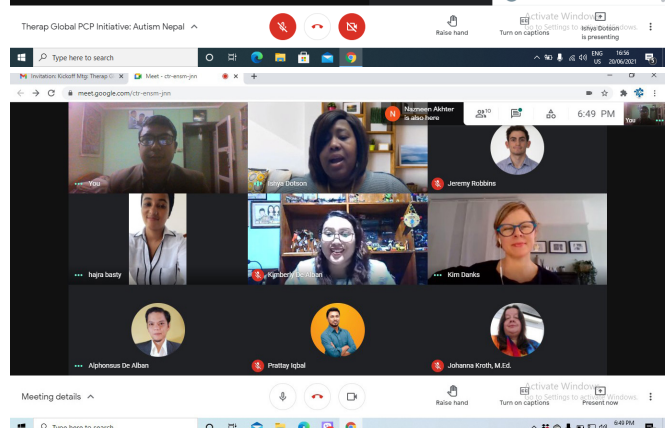 Therap Global PCP Initiative: Autism Nepal
Raise hand
Turn on captions
Ishya Dotson
is presenting
Activate Windows
Go to Settings to
Type here to search
ENG
US
16:56
20/06/2021
Invitation: Kickoff Mtg: Therap G
Meet - ctr-ensm-jnn
meet.google.com/ctr-ensm-jnn
N
Nazneen Akhter
is also here
10
6:49 PM
You
You
Ishya Dotson
Jeremy Robbins
hajra basty
Kimberly De Alban
Kim Danks
Alphonsus De Alban
Prattay Iqbal
Johanna Kroth, M.Ed.
Meeting details
Raise hand
Turn on captions
Present now
Activate Windows
Go to Settings to activate Windows.
Type here to search
6:49 PM